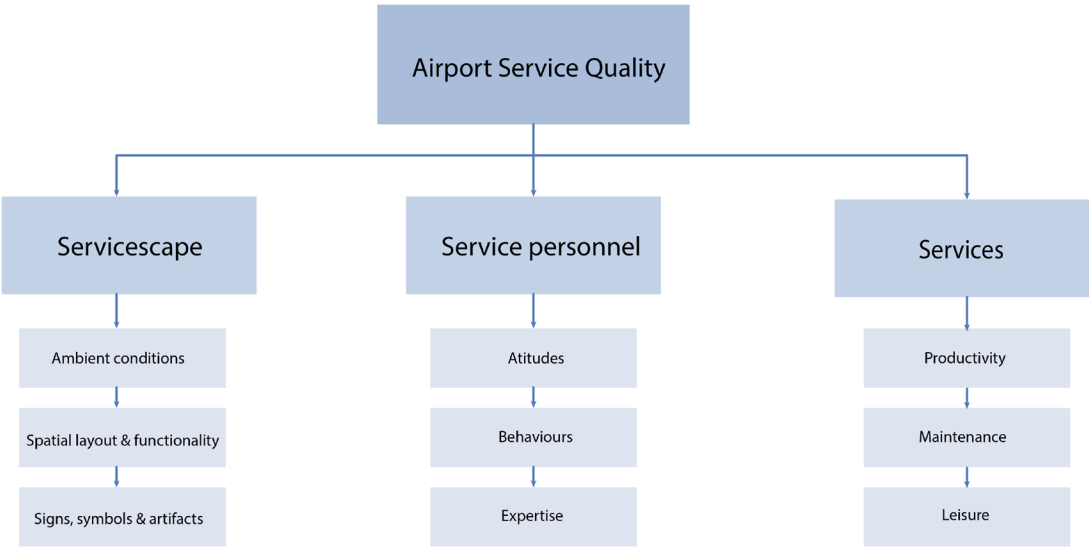 Airport Service Quality
Servicescape
Service personnel
Services
Ambient conditions
Atitudes
Productivity
Spatial layout & functionality
Behaviours
Maintenance
Signs, symbols & artifacts
Expertise
Leisure